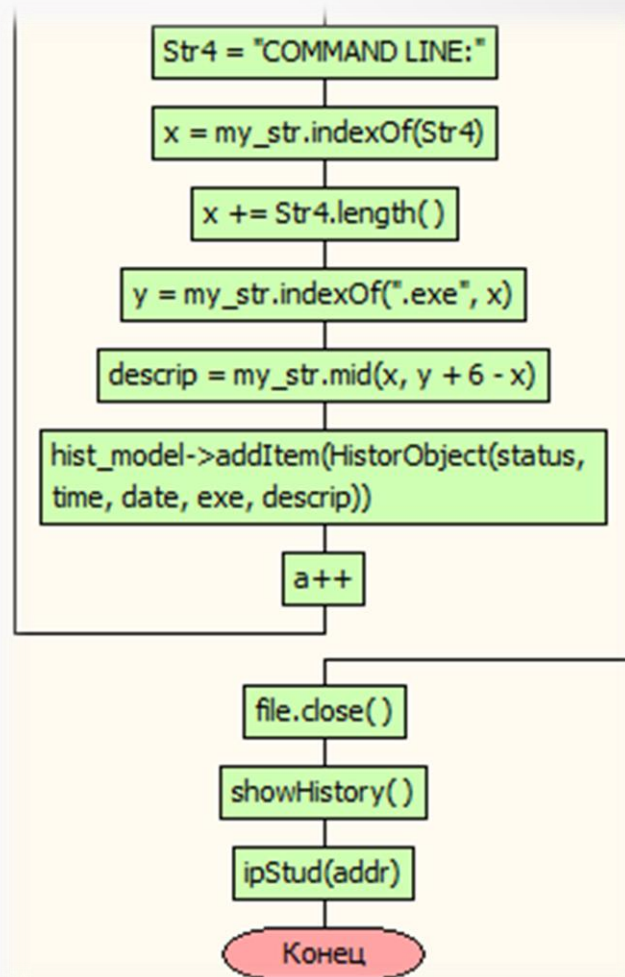 Str4 = "COMMAND LINE:"
x = my_str.indexOf(Str4)
x += Str4.length()
y = my_str.indexOf(".exe", x)
descrip = my_str.mid(x, y + 6 - x)
hist_model->addItem(HistorObject(status,
time, date, exe, descrip))
a++
file.close()
showHistory()
ipStud(addr)
Конец